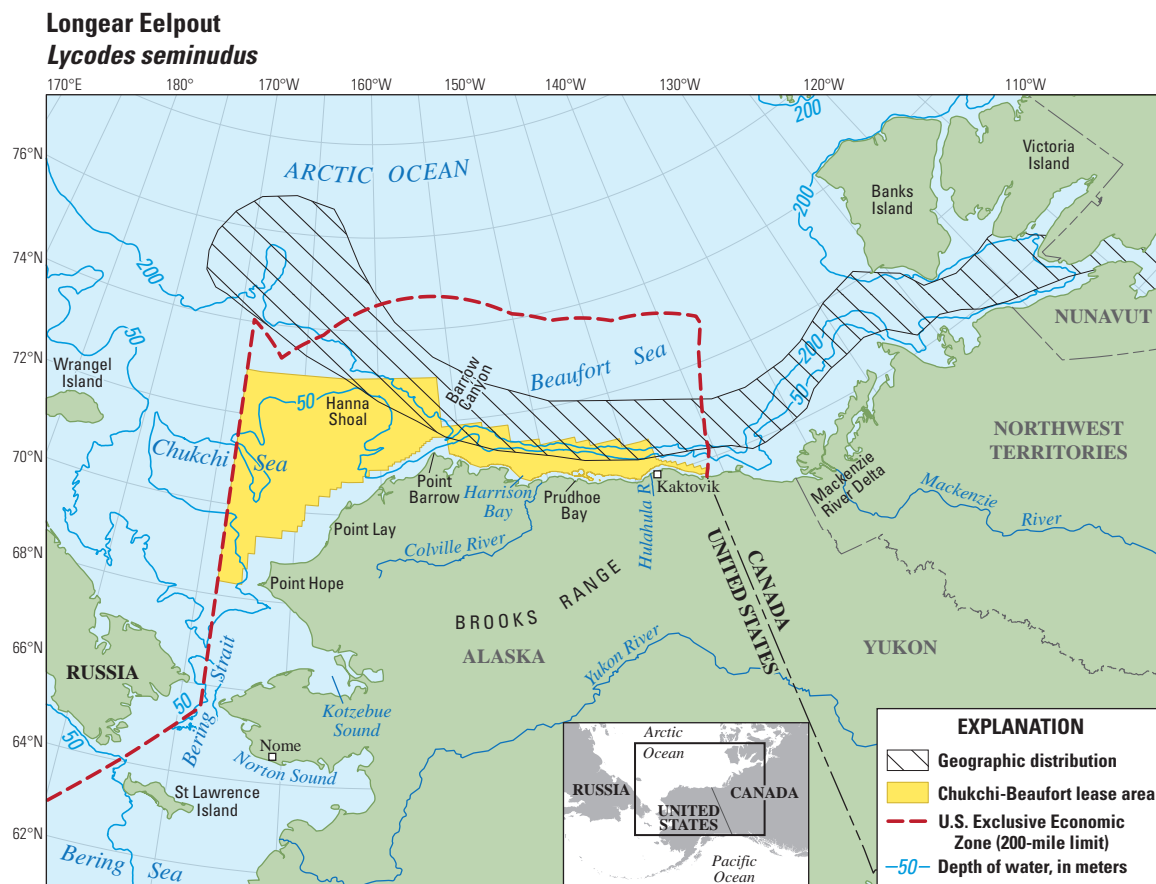 Longear Eelpout
Lycodes seminudus
170°E
180°
170°W
160°W
150°W
140°W
130°W
120°W
110°W
76°N
74°N
72°N
70°N
68°N
66°N
64°N
62°N
200
ARCTIC OCEAN
Victoria
Island
Banks
Island
200
200
50
NUNAVUT
Wrangel
Island
Beaufort Sea
Barrow
Canyon
200
50
50
Hanna
Shoal
NORTHWEST
TERRITORIES
Chukchi Sea
50
Point
Barrow
Harrison
Bay
Prudhoe
Bay
Hulahula R.
Kaktovik
Mackenzie
River Delta
Mackenzie
River
Point Lay
Colville River
Point Hope
CANADA
UNITED STATES
BROOKS RANGE
ALASKA
YUKON
Yukon River
RUSSIA
Bering Strait
50
Kotzebue
Sound
50
Nome
Norton Sound
St Lawrence
Island
Bering Sea
Arctic
Ocean
RUSSIA
CANADA
UNITED
STATES
Pacific
Ocean
EXPLANATION
Geographic distribution
Chukchi-Beaufort lease area
U.S. Exclusive Economic
Zone (200-mile limit)
50
Depth of water, in meters